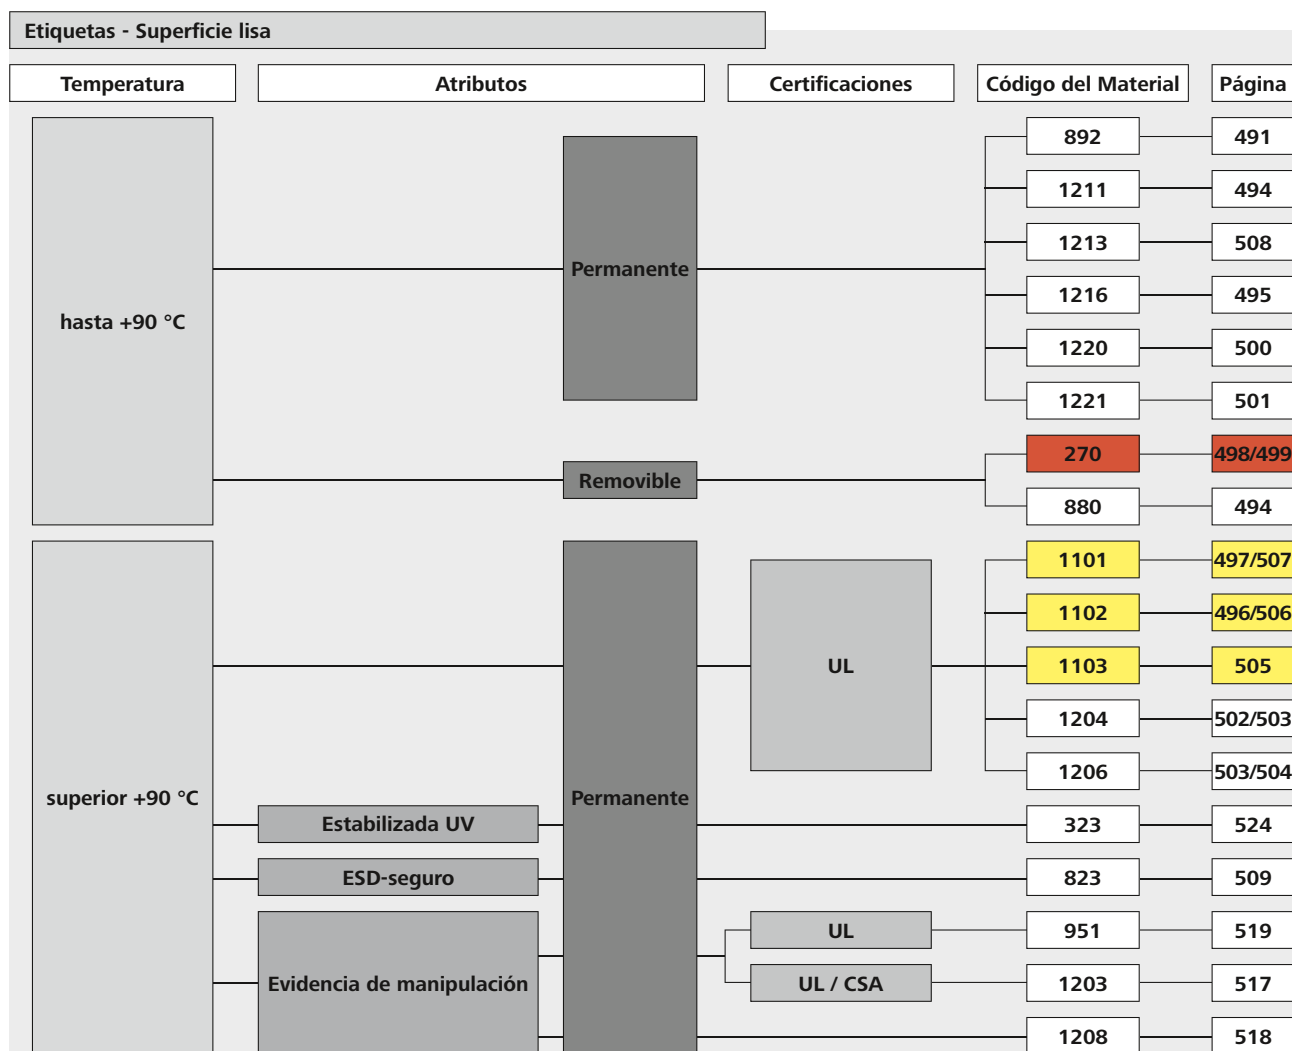 Etiquetas - Superficie lisa
Temperatura Atributos Certificaciones Código del Material Página
892 491
1211 494
1213 508
Permanente
1216 495
hasta +90 °C
1220 500
1221 501
270 498/499
Removible
880 494
1101 497/507
1102 496/506
UL 1103 505
1204 502/503
1206 503/504
superior +90 °C Permanente
Estabilizada UV 323 524
ESD-seguro 823 509
UL 951 519
Evidencia de manipulación UL / CSA 1203 517
1208 518